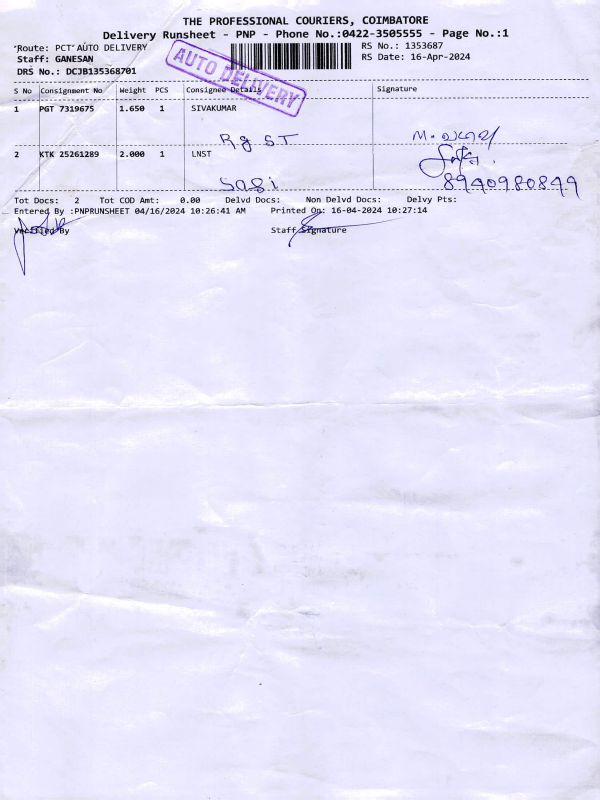 THE PROFESSIONAL COURIERS, COIMBATORE
Delivery Runsheet - PNP - Phone No.:0422-3505555 - Page No.:1
Route: PCT AUTO DELIVERY
RS No.: 1353687
Staff: GANESAN
RS Date: 16-Apr-2024
DRS No.: DCJB135368701
AUTO DELIVERY
S No Consignment No Weight PCS Consignee Details Signature
1 PGT 7319675 1.650 1 SIVAKUMAR
Rg ST
2 KTK 25261289 2.000 1 LNST
Sasi
8940980849
Tot Docs: 2 Tot COD Amt: 0.00 Delvd Docs: Non Delvd Docs: Delvy Pts:
Entered By :PNPRUNSHEET 04/16/2024 10:26:41 AM Printed On: 16-04-2024 10:27:14
Verified By Staff Signature